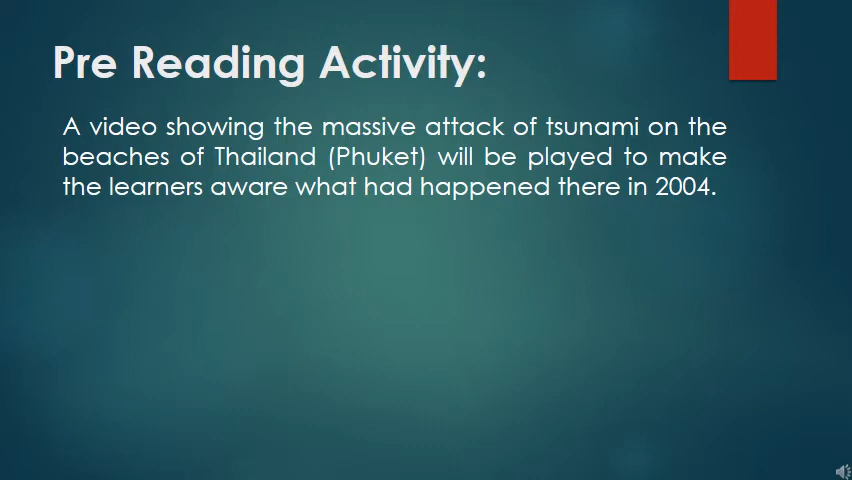 Pre Reading Activity:
A video showing the massive attack of tsunami on the
beaches of Thailand (Phuket) will be played to make
the learners aware what had happened there in 2004.